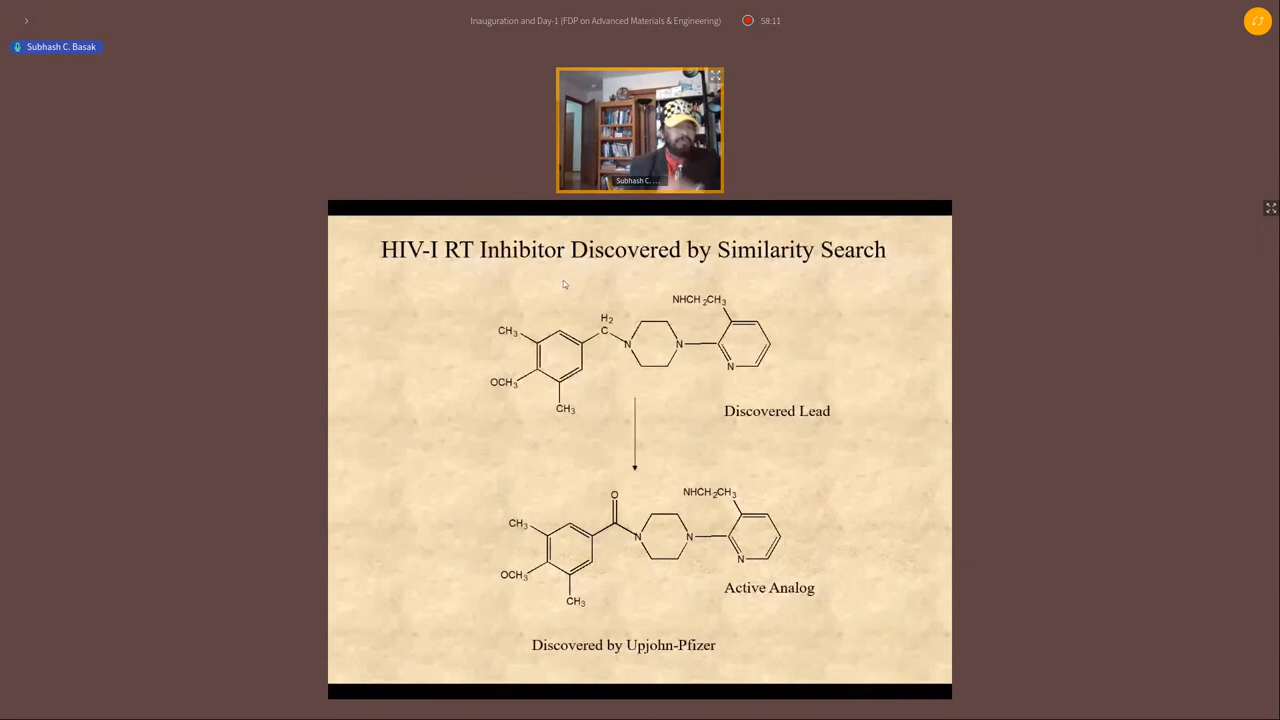 Inauguration and Day-1 (FDP on Advanced Materials & Engineering)
58:11
Subhash C. Basak
Subhash C. ...
HIV-I RT Inhibitor Discovered by Similarity Search
NHCH2CH3
H2
CH3
C
N
N
OCH3
N
CH3
Discovered Lead
O
NHCH2CH3
CH3
N
N
N
OCH3
CH3
Active Analog
Discovered by Upjohn-Pfizer